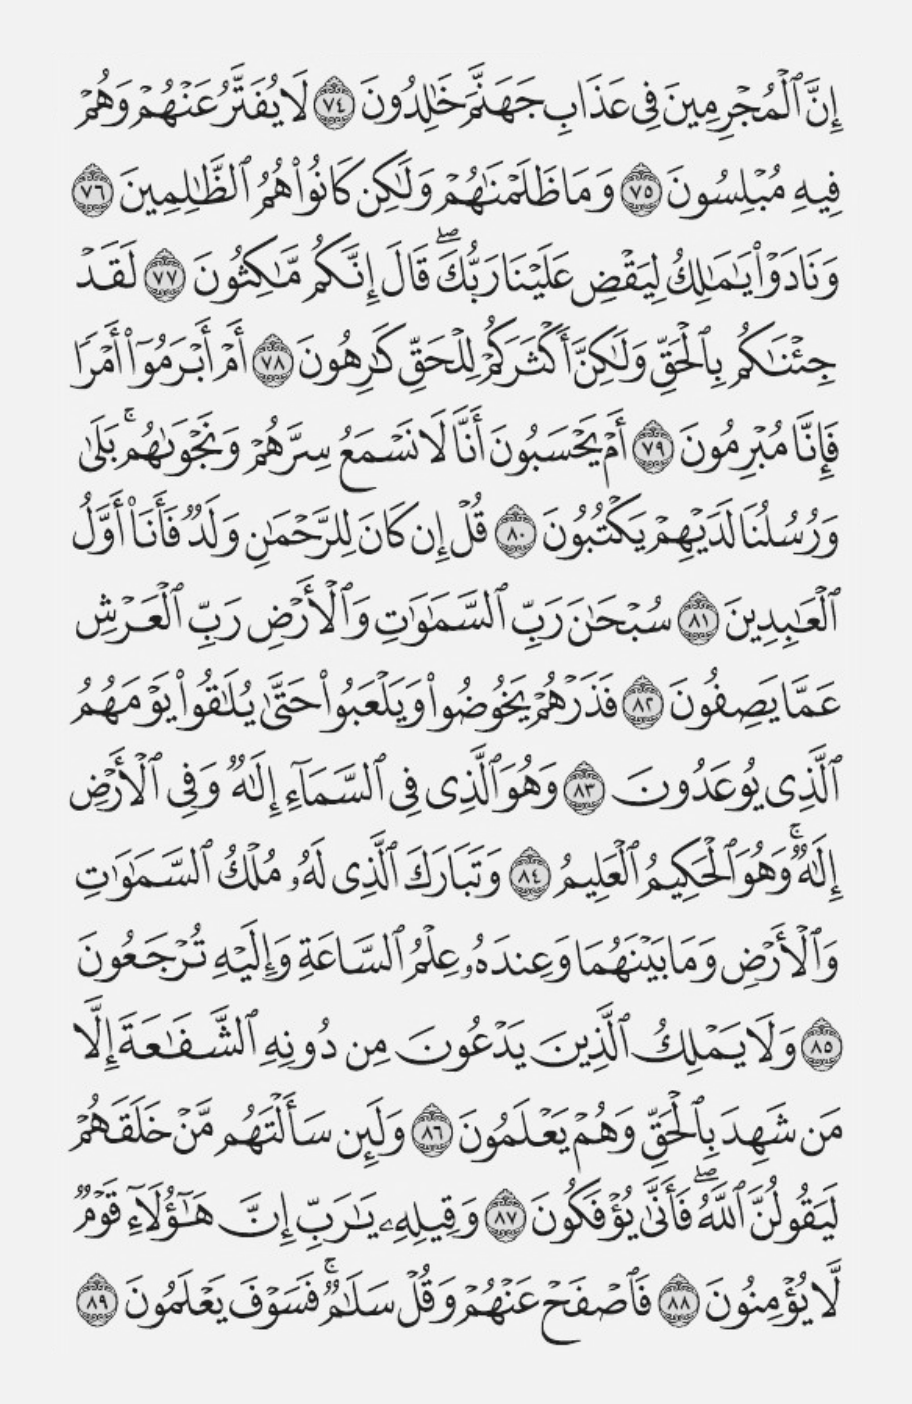 إِنَّ ٱلْمُجْرِمِينَ فِى عَذَابِ جَهَنَّمَ خَٰلِدُونَ ٧٤ لَا يُفَتَّرُ عَنْهُمْ وَهُمْ
فِيهِ مُبْلِسُونَ ٧٥ وَمَا ظَلَمْنَٰهُمْ وَلَٰكِن كَانُوا۟ هُمُ ٱلظَّٰلِمِينَ ٧٦
وَنَادَوْا۟ يَٰمَٰلِكُ لِيَقْضِ عَلَيْنَا رَبُّكَ ۖ قَالَ إِنَّكُم مَّٰكِثُونَ ٧٧ لَقَدْ
جِئْنَٰكُم بِٱلْحَقِّ وَلَٰكِنَّ أَكْثَرَكُمْ لِلْحَقِّ كَٰرِهُونَ ٧٨ أَمْ أَبْرَمُوٓا۟ أَمْرًا
فَإِنَّا مُبْرِمُونَ ٧٩ أَمْ يَحْسَبُونَ أَنَّا لَا نَسْمَعُ سِرَّهُمْ وَنَجْوَىٰهُم ۚ بَلَىٰ
وَرُسُلُنَا لَدَيْهِمْ يَكْتُبُونَ ٨٠ قُلْ إِن كَانَ لِلرَّحْمَٰنِ وَلَدٌ فَأَنَا۠ أَوَّلُ
ٱلْعَٰبِدِينَ ٨١ سُبْحَٰنَ رَبِّ ٱلسَّمَٰوَٰتِ وَٱلْأَرْضِ رَبِّ ٱلْعَرْشِ
عَمَّا يَصِفُونَ ٨٢ فَذَرْهُمْ يَخُوضُوا۟ وَيَلْعَبُوا۟ حَتَّىٰ يُلَٰقُوا۟ يَوْمَهُمُ
ٱلَّذِى يُوعَدُونَ ٨٣ وَهُوَ ٱلَّذِى فِى ٱلسَّمَآءِ إِلَٰهٌ وَفِى ٱلْأَرْضِ
إِلَٰهٌ ۚ وَهُوَ ٱلْحَكِيمُ ٱلْعَلِيمُ ٨٤ وَتَبَارَكَ ٱلَّذِى لَهُۥ مُلْكُ ٱلسَّمَٰوَٰتِ
وَٱلْأَرْضِ وَمَا بَيْنَهُمَا وَعِندَهُۥ عِلْمُ ٱلسَّاعَةِ وَإِلَيْهِ تُرْجَعُونَ
٨٥ وَلَا يَمْلِكُ ٱلَّذِينَ يَدْعُونَ مِن دُونِهِ ٱلشَّفَٰعَةَ إِلَّا
مَن شَهِدَ بِٱلْحَقِّ وَهُمْ يَعْلَمُونَ ٨٦ وَلَئِن سَأَلْتَهُم مَّنْ خَلَقَهُمْ
لَيَقُولُنَّ ٱللَّهُ ۖ فَأَنَّىٰ يُؤْفَكُونَ ٨٧ وَقِيلِهِۦ يَٰرَبِّ إِنَّ هَٰٓؤُلَآءِ قَوْمٌ
لَّا يُؤْمِنُونَ ٨٨ فَٱصْفَحْ عَنْهُمْ وَقُلْ سَلَٰمٌ ۚ فَسَوْفَ يَعْلَمُونَ ٨٩